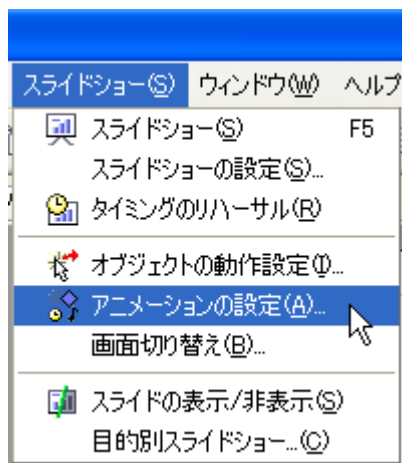 スライドショー(S) ウィンドウ(W) ヘルプ
スライドショー(S) F5
スライドショーの設定(S)...
タイミングのリハーサル(R)
オブジェクトの動作設定(I)...
アニメーションの設定(A)...
画面切り替え(B)...
スライドの表示/非表示(S)
目的別スライドショー...(C)